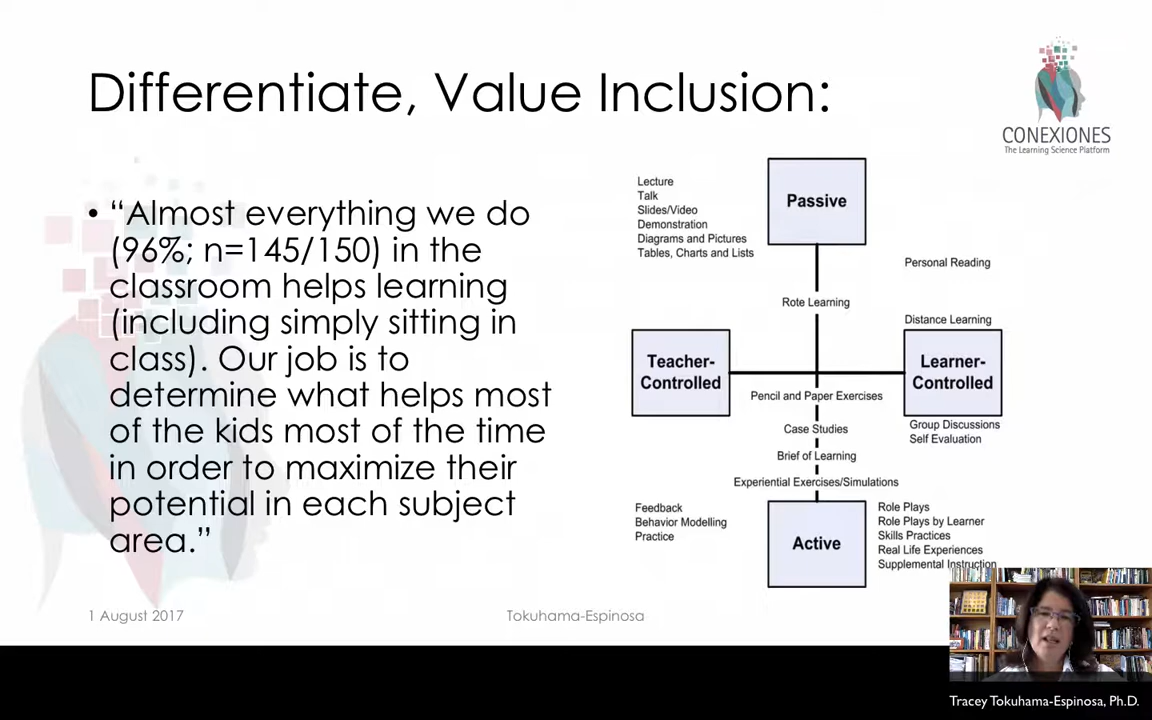 Differentiate, Value Inclusion:
CONEXIONES
The Learning Science Platform
• “Almost everything we do
(96%; n=145/150) in the
classroom helps learning
(including simply sitting in
class). Our job is to
determine what helps most
of the kids most of the time
in order to maximize their
potential in each subject
area.”
Lecture
Talk
Slides/Video
Demonstration
Diagrams and Pictures
Tables, Charts and Lists
Passive
Personal Reading
Rote Learning
Distance Learning
Teacher-
Controlled
Learner-
Controlled
Pencil and Paper Exercises
Case Studies
Group Discussions
Self Evaluation
Brief of Learning
Experiential Exercises/Simulations
Feedback
Behavior Modelling
Practice
Active
Role Plays
Role Plays by Learner
Skills Practices
Real Life Experiences
Supplemental Instruction
1 August 2017
Tokuhama-Espinosa
Tracey Tokuhama-Espinosa, Ph.D.